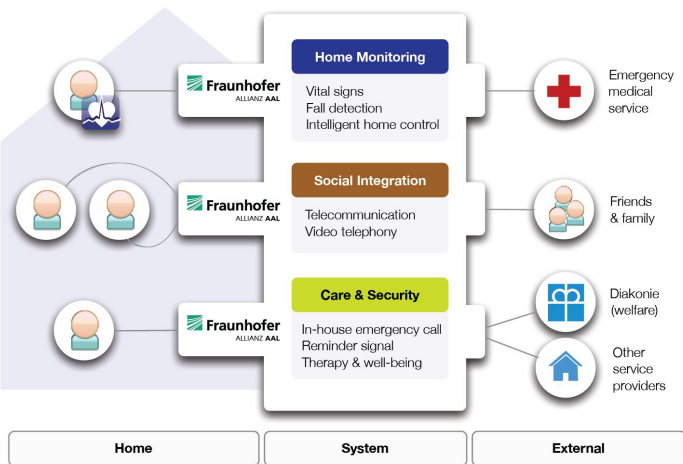 Home Monitoring
Fraunhofer
ALLIANZ AAL
Vital signs
Fall detection
Intelligent home control
Emergency
medical
service
Social Integration
Fraunhofer
ALLIANZ AAL
Telecommunication
Video telephony
Friends
& family
Care & Security
Fraunhofer
ALLIANZ AAL
In-house emergency call
Reminder signal
Therapy & well-being
Diakonie
(welfare)
Other
service
providers
Home
System
External